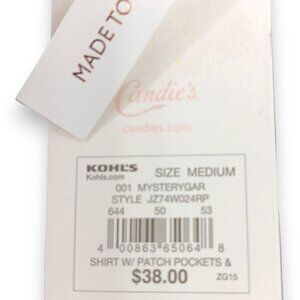 MADE TO
Candie's
candies.com
KOHL'S SIZE MEDIUM
Kohls.com
001 MYSTERYGAR
STYLE JZ74W024RP
644 50 53
4 00863 65064 8
SHIRT W/ PATCH POCKETS &
$38.00 ZG15